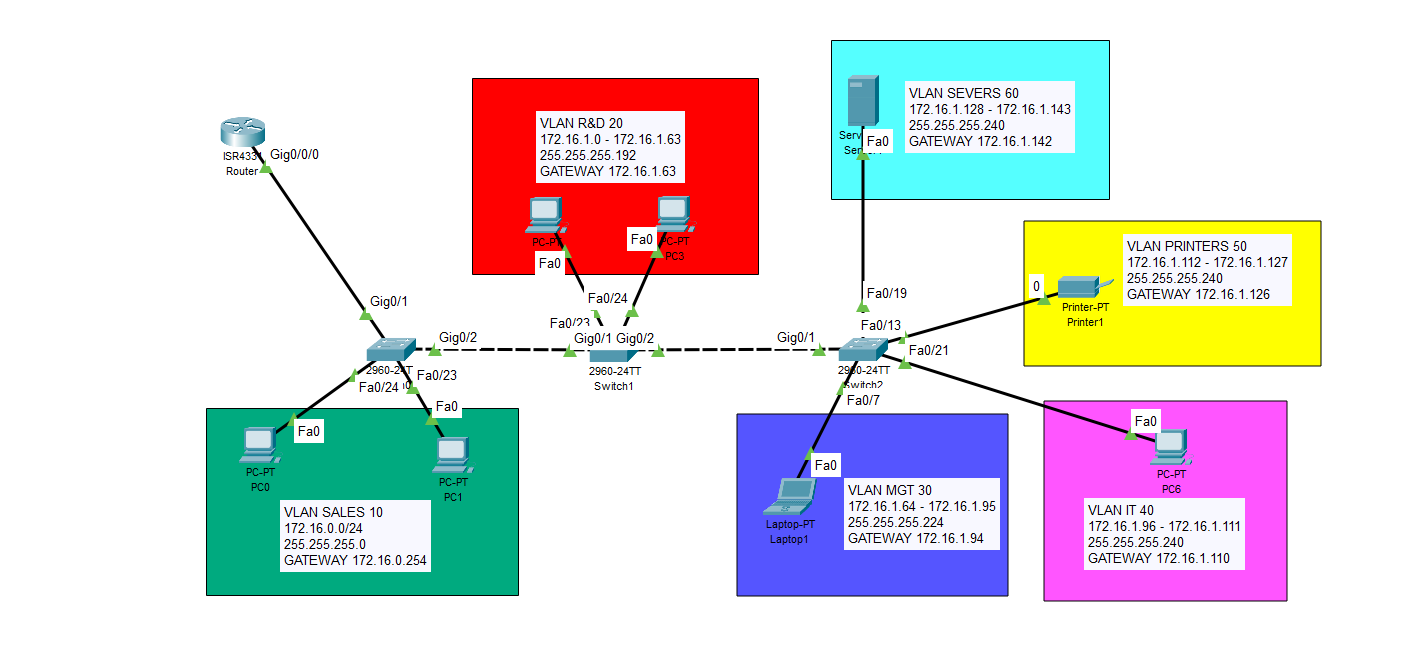 Gig0/0/0
ISR4331
Router
VLAN R&D 20
172.16.1.0 - 172.16.1.63
255.255.255.192
GATEWAY 172.16.1.63
PC-PT
Fa0
Fa0
PC-PT
PC3
VLAN SEVERS 60
172.16.1.128 - 172.16.1.143
255.255.255.240
GATEWAY 172.16.1.142
Fa0
VLAN PRINTERS 50
172.16.1.112 - 172.16.1.127
255.255.255.240
GATEWAY 172.16.1.126
0
Printer-PT
Printer1
Gig0/1
Gig0/2
2960-24TT
Fa0/24
Fa0/23
Fa0/24
Fa0/23
Gig0/1
Gig0/2
2960-24TT
Switch1
Gig0/1
Fa0/19
Fa0/13
Fa0/21
2960-24TT
Switch2
Fa0/7
Fa0
PC-PT
PC0
Fa0
PC-PT
PC1
VLAN SALES 10
172.16.0.0/24
255.255.255.0
GATEWAY 172.16.0.254
Fa0
Laptop-PT
Laptop1
VLAN MGT 30
172.16.1.64 - 172.16.1.95
255.255.255.224
GATEWAY 172.16.1.94
Fa0
PC-PT
PC6
VLAN IT 40
172.16.1.96 - 172.16.1.111
255.255.255.240
GATEWAY 172.16.1.110